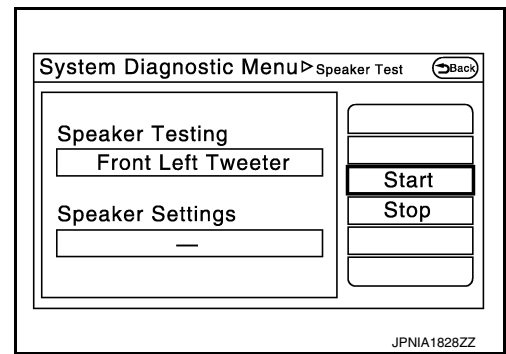 System Diagnostic Menu▷Speaker Test
Back
Speaker Testing
Front Left Tweeter
Start
Speaker Settings
Stop
—
JPNIA1828ZZ